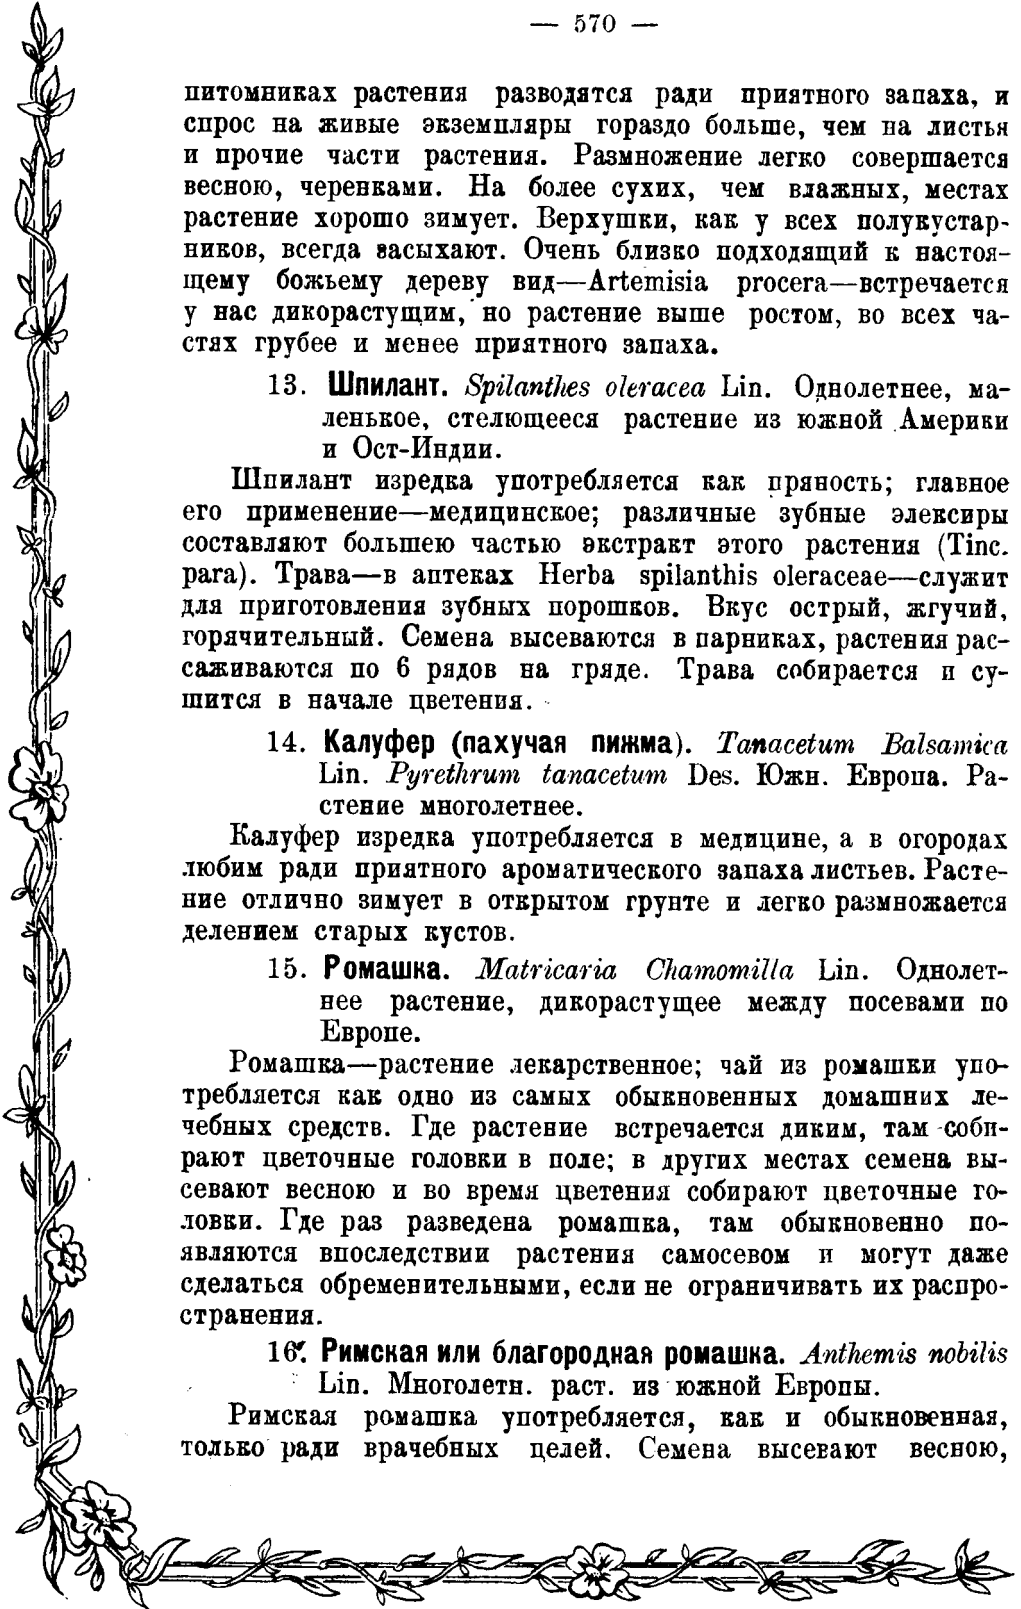 — 570 —
питомниках растения разводятся ради приятного запаха, и
спрос на живые экземпляры гораздо больше, чем на листья
и прочие части растения. Размножение легко совершается
весною, черенками. На более сухих, чем влажных, местах
растение хорошо зимует. Верхушки, как у всех полукустар-
ников, всегда засыхают. Очень близко подходящий к настоя-
щему божьему дереву вид—Artemisia procera—встречается
у нас дикорастущим, но растение выше ростом, во всех ча-
стях грубее и менее приятного запаха.
13. Шпилант. Spilanthes oleracea Lin. Однолетнее, ма-
ленькое, стелющееся растение из южной Америки
и Ост-Индии.
Шпилант изредка употребляется как пряность; главное
его применение—медицинское; различные зубные элексиры
составляют большею частью экстракт этого растения (Tinc.
para). Трава—в аптеках Herba spilanthis oleraceae—служит
для приготовления зубных порошков. Вкус острый, жгучий,
горячительный. Семена высеваются в парниках, растения рас-
саживаются по 6 рядов на гряде. Трава собирается и су-
шится в начале цветения.
14. Калуфер (пахучая пижма). Tanacetum Balsamica
Lin. Pyrethrum tanacetum Des. Южн. Европа. Ра-
стение многолетнее.
Калуфер изредка употребляется в медицине, а в огородах
любим ради приятного ароматического запаха листьев. Расте-
ние отлично зимует в открытом грунте и легко размножается
делением старых кустов.
15. Ромашка. Matricaria Chamomilla Lin. Однолет-
нее растение, дикорастущее между посевами по
Европе.
Ромашка—растение лекарственное; чай из ромашки упо-
требляется как одно из самых обыкновенных домашних ле-
чебных средств. Где растение встречается диким, там соби-
рают цветочные головки в поле; в других местах семена вы-
севают весною и во время цветения собирают цветочные го-
ловки. Где раз разведена ромашка, там обыкновенно по-
являются впоследствии растения самосевом и могут даже
сделаться обременительными, если не ограничивать их распро-
странения.
16. Римская или благородная ромашка. Anthemis nobilis
Lin. Многолетн. раст. из южной Европы.
Римская ромашка употребляется, как и обыкновенная,
только ради врачебных целей. Семена высевают весною,